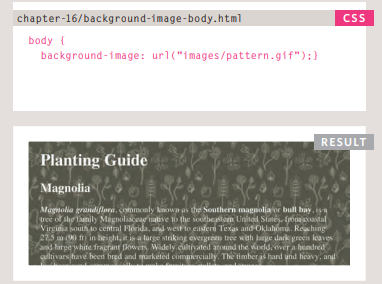 chapter-16/background-image-body.html CSS
body {
background-image: url("images/pattern.gif");}
RESULT
Planting Guide
Magnolia
Magnolia grandiflora, commonly known as the Southern magnolia or bull bay, is a
tree of the family Magnoliaceae native to the southeastern United States, from coastal
Virginia south to central Florida, and west to eastern Texas and Oklahoma. Reaching
27.5 m (90 ft) in height, it is a large striking evergreen tree with large dark green leaves
and large white fragrant flowers. Widely cultivated around the world, over a hundred
cultivars have been bred and marketed commercially. The timber is hard and heavy, and